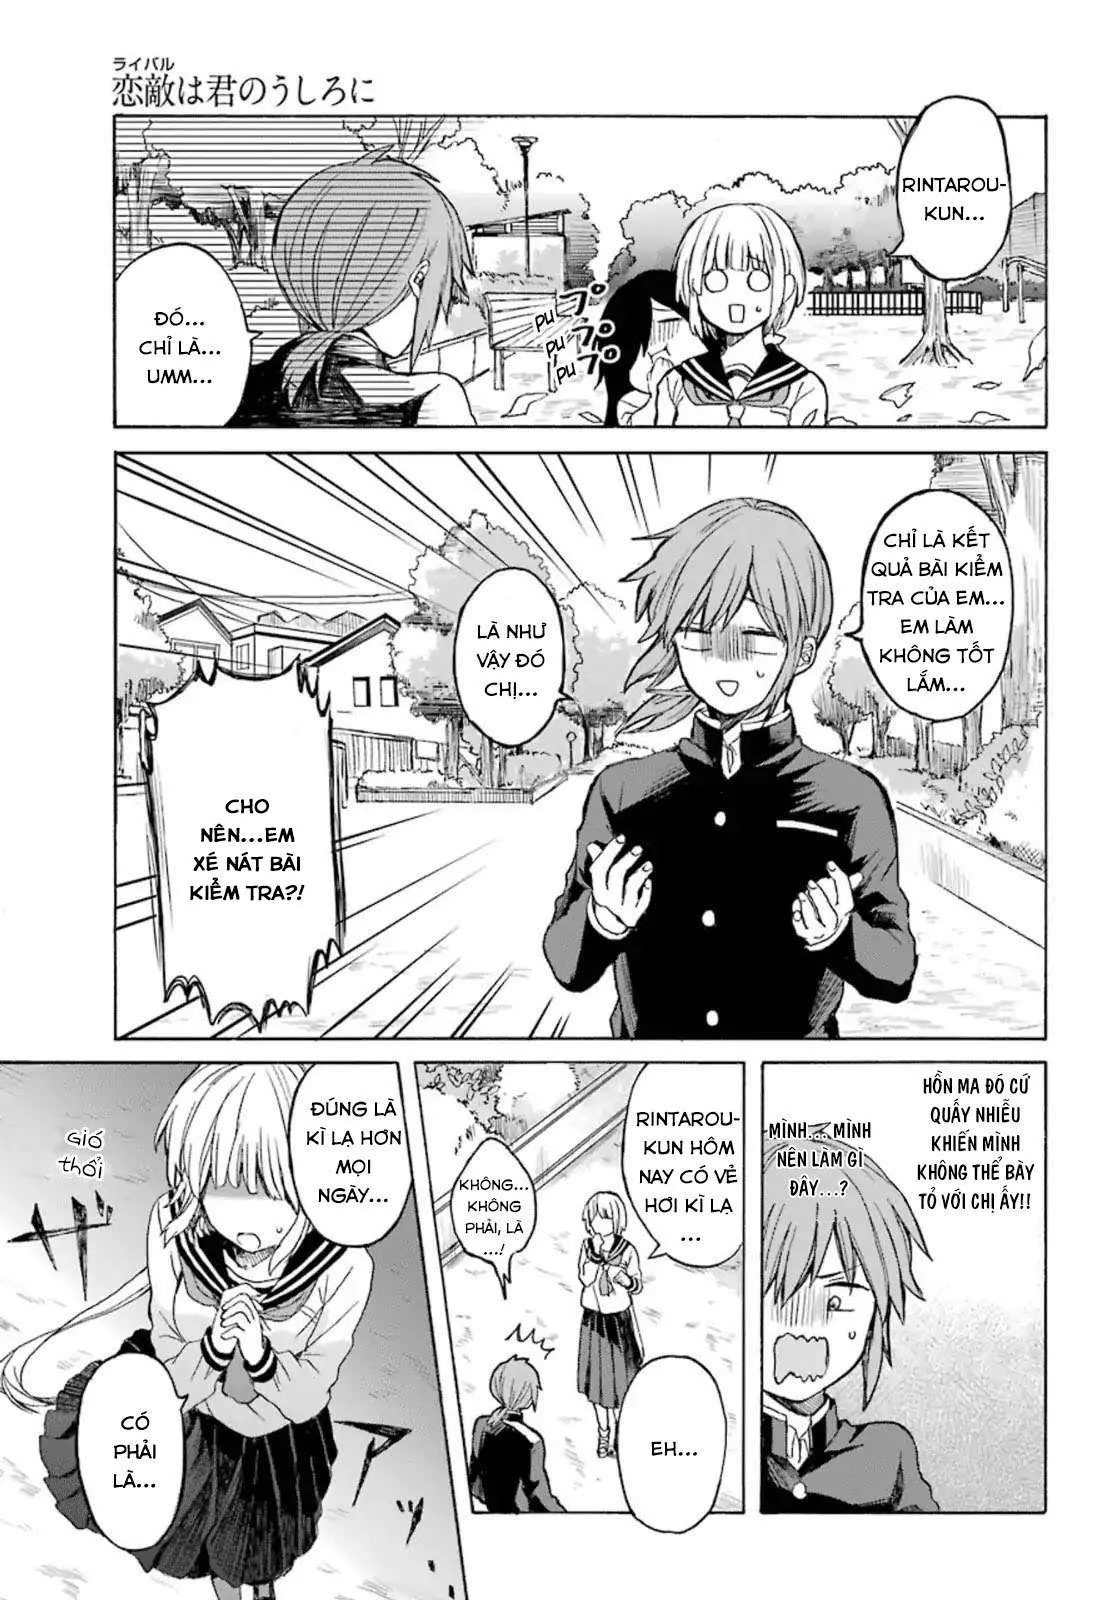 ライバル
恋敵は君のうしろに
RINTAROU-
KUN...
プ
プ
プ
PU
PU
PU
ĐÓ...
CHỈ LÀ...
UMM...
CHỈ LÀ KẾT
QUẢ BÀI KIỂM
TRA CỦA EM...
EM LÀM
KHÔNG TỐT
LẮM...
LÀ NHƯ
VẬY ĐÓ
CHỊ...
CHO
NÊN...EM
XÉ NÁT BÀI
KIỂM TRA?!
HỒN MA ĐÓ CỨ
QUẤY NHIỄU
KHIẾN MÌNH
KHÔNG THỂ BÀY
TỎ VỚI CHỊ ẤY!!
MÌNH... MÌNH
NÊN LÀM GÌ
ĐÂY...?
RINTAROU-
KUN HÔM
NAY CÓ VẺ
HƠI KÌ LẠ
...
KHÔNG...
KHÔNG
PHẢI, LÀ
...!
EH...
ĐÚNG LÀ
KÌ LẠ HƠN
MỌI
NGÀY...
GIÓ
THỔI
CÓ
PHẢI
LÀ...